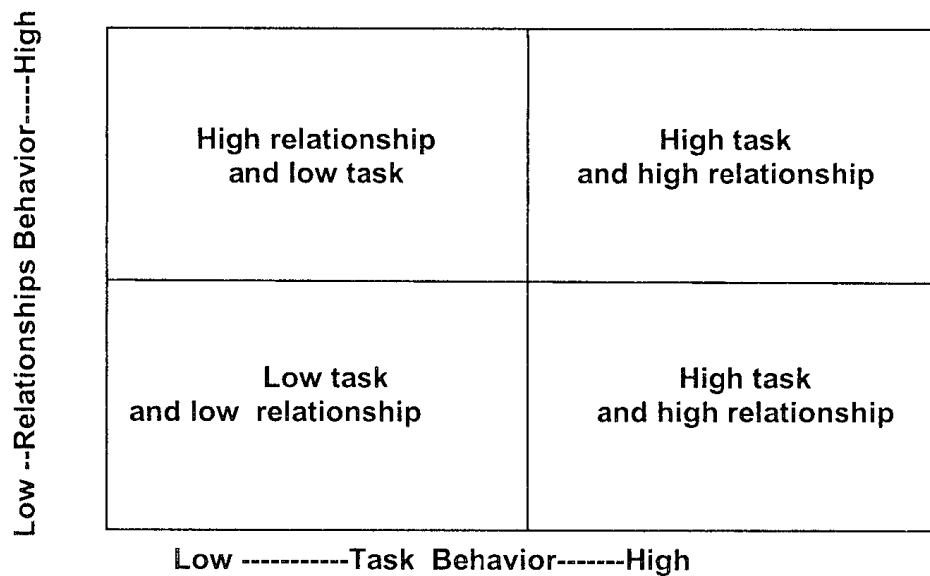 Low --Relationships Behavior-----High
High relationship
and low task
High task
and high relationship
Low task
and low relationship
High task
and high relationship
Low -----------Task Behavior-------High